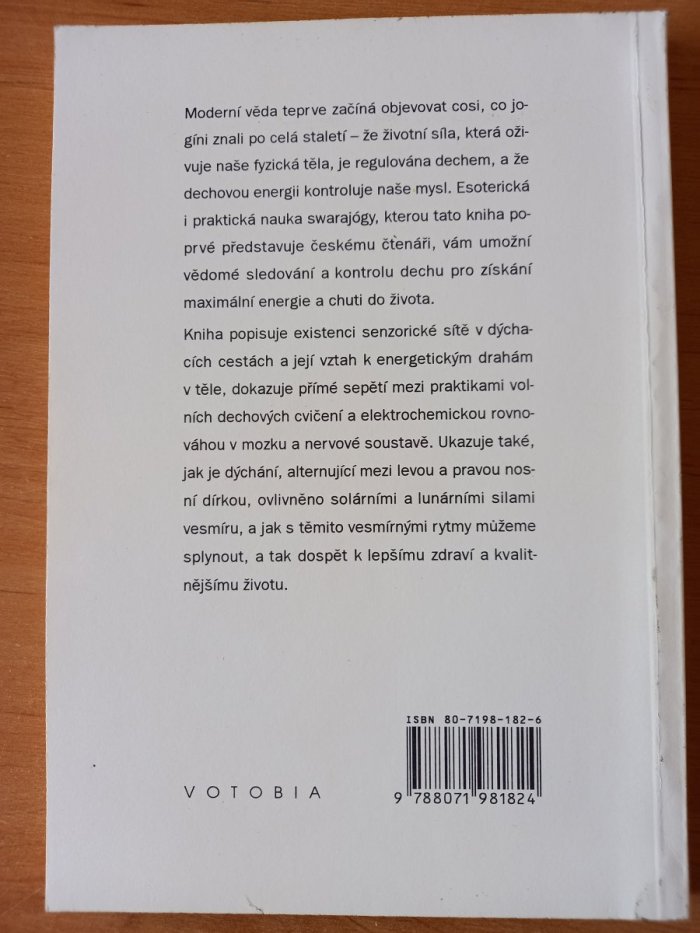 Moderní věda teprve začíná objevovat cosi, co jo-
gíni znali po celá staletí – že životní síla, která oži-
vuje naše fyzická těla, je regulována dechem, a že
dechovou energii kontroluje naše mysl. Esoterická
i praktická nauka swarajógy, kterou tato kniha po-
prvé představuje českému čtenáři, vám umožní
vědomé sledování a kontrolu dechu pro získání
maximální energie a chuti do života.
Kniha popisuje existenci senzorické sítě v dýcha-
cích cestách a její vztah k energetickým drahám
v těle, dokazuje přímé sepětí mezi praktikami vol-
ních dechových cvičení a elektrochemickou rovno-
váhou v mozku a nervové soustavě. Ukazuje také,
jak je dýchání, alternující mezi levou a pravou nos-
ní dírkou, ovlivněno solárními a lunárními silami
vesmíru, a jak s těmito vesmírnými rytmy můžeme
splynout, a tak dospět k lepšímu zdraví a kvalit-
nějšímu životu.
ISBN 80-7198-182-6
VOTOBIA
9 788071 981824